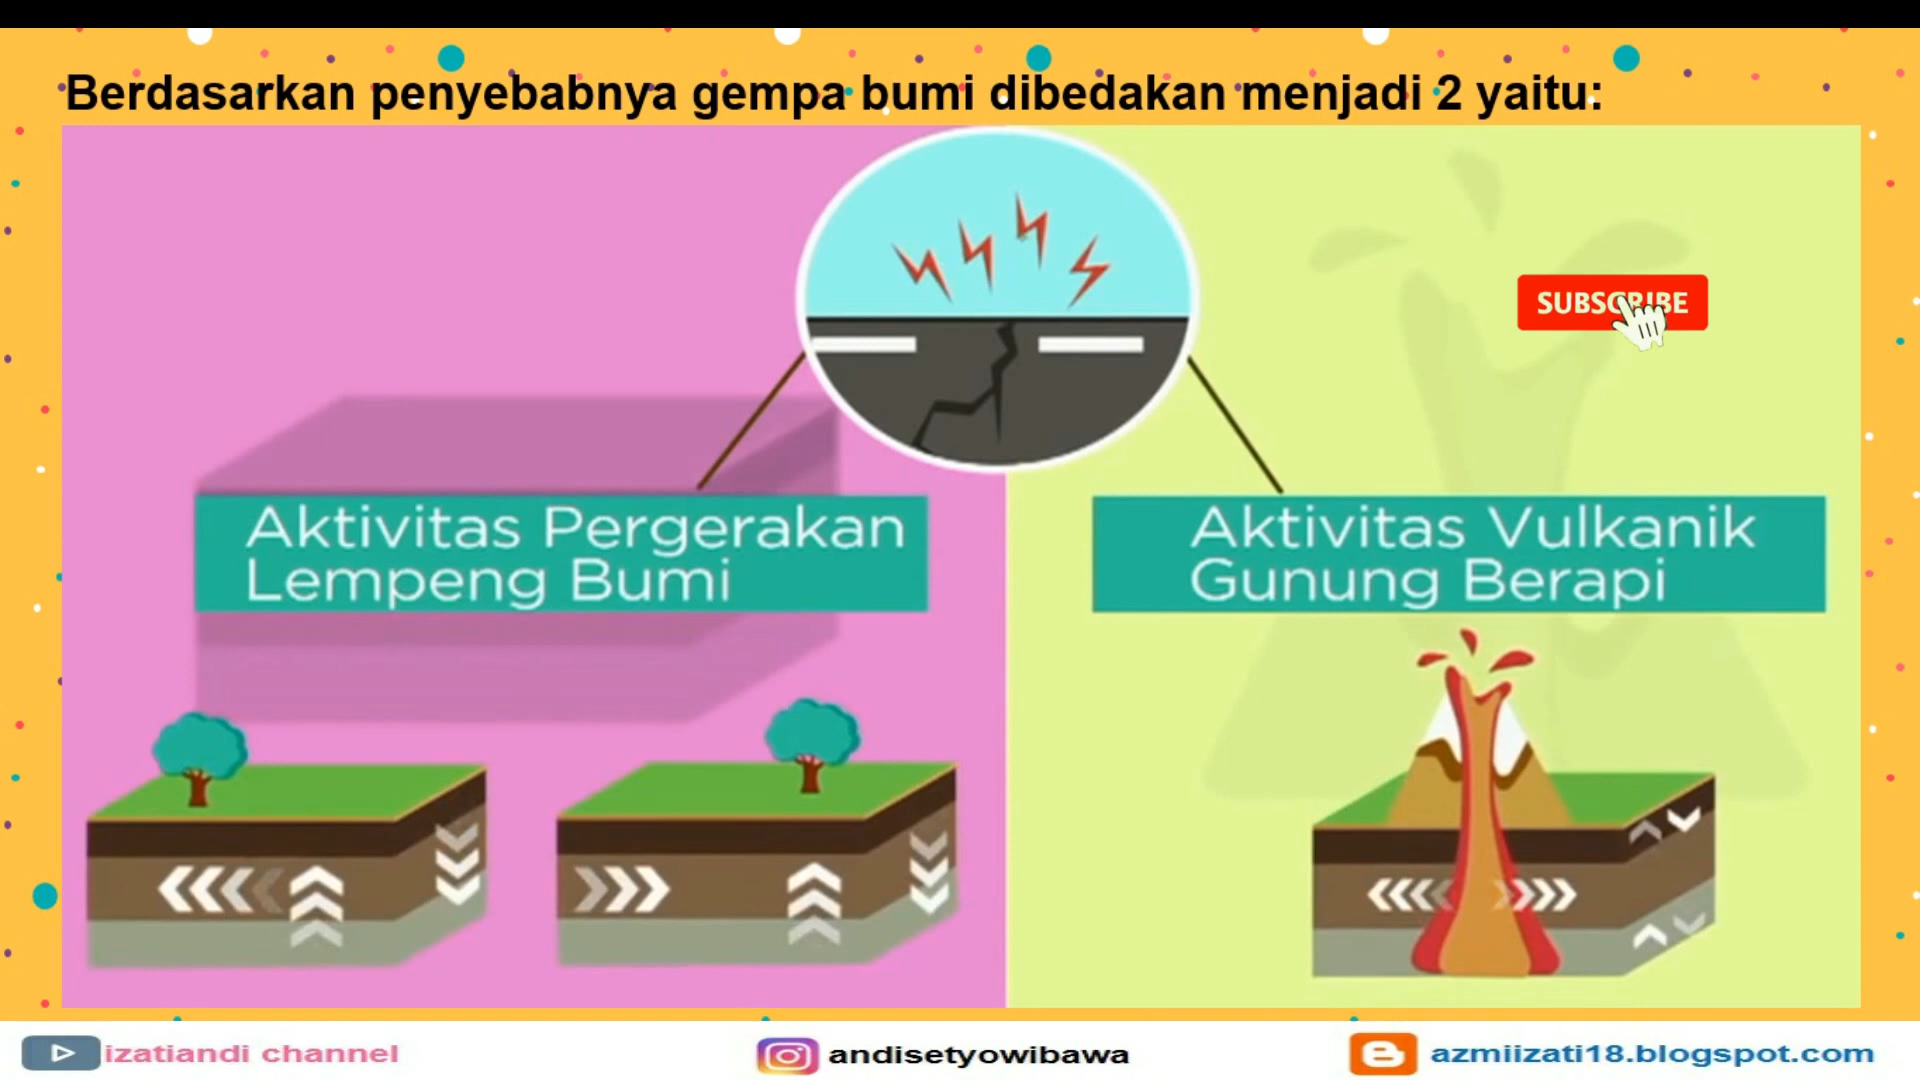 Berdasarkan penyebabnya gempa bumi dibedakan menjadi 2 yaitu:
SUBSCRIBE
Aktivitas Pergerakan
Lempeng Bumi
Aktivitas Vulkanik
Gunung Berapi
izatiandi channel
andisetyowibawa
azmiizati18.blogspot.com